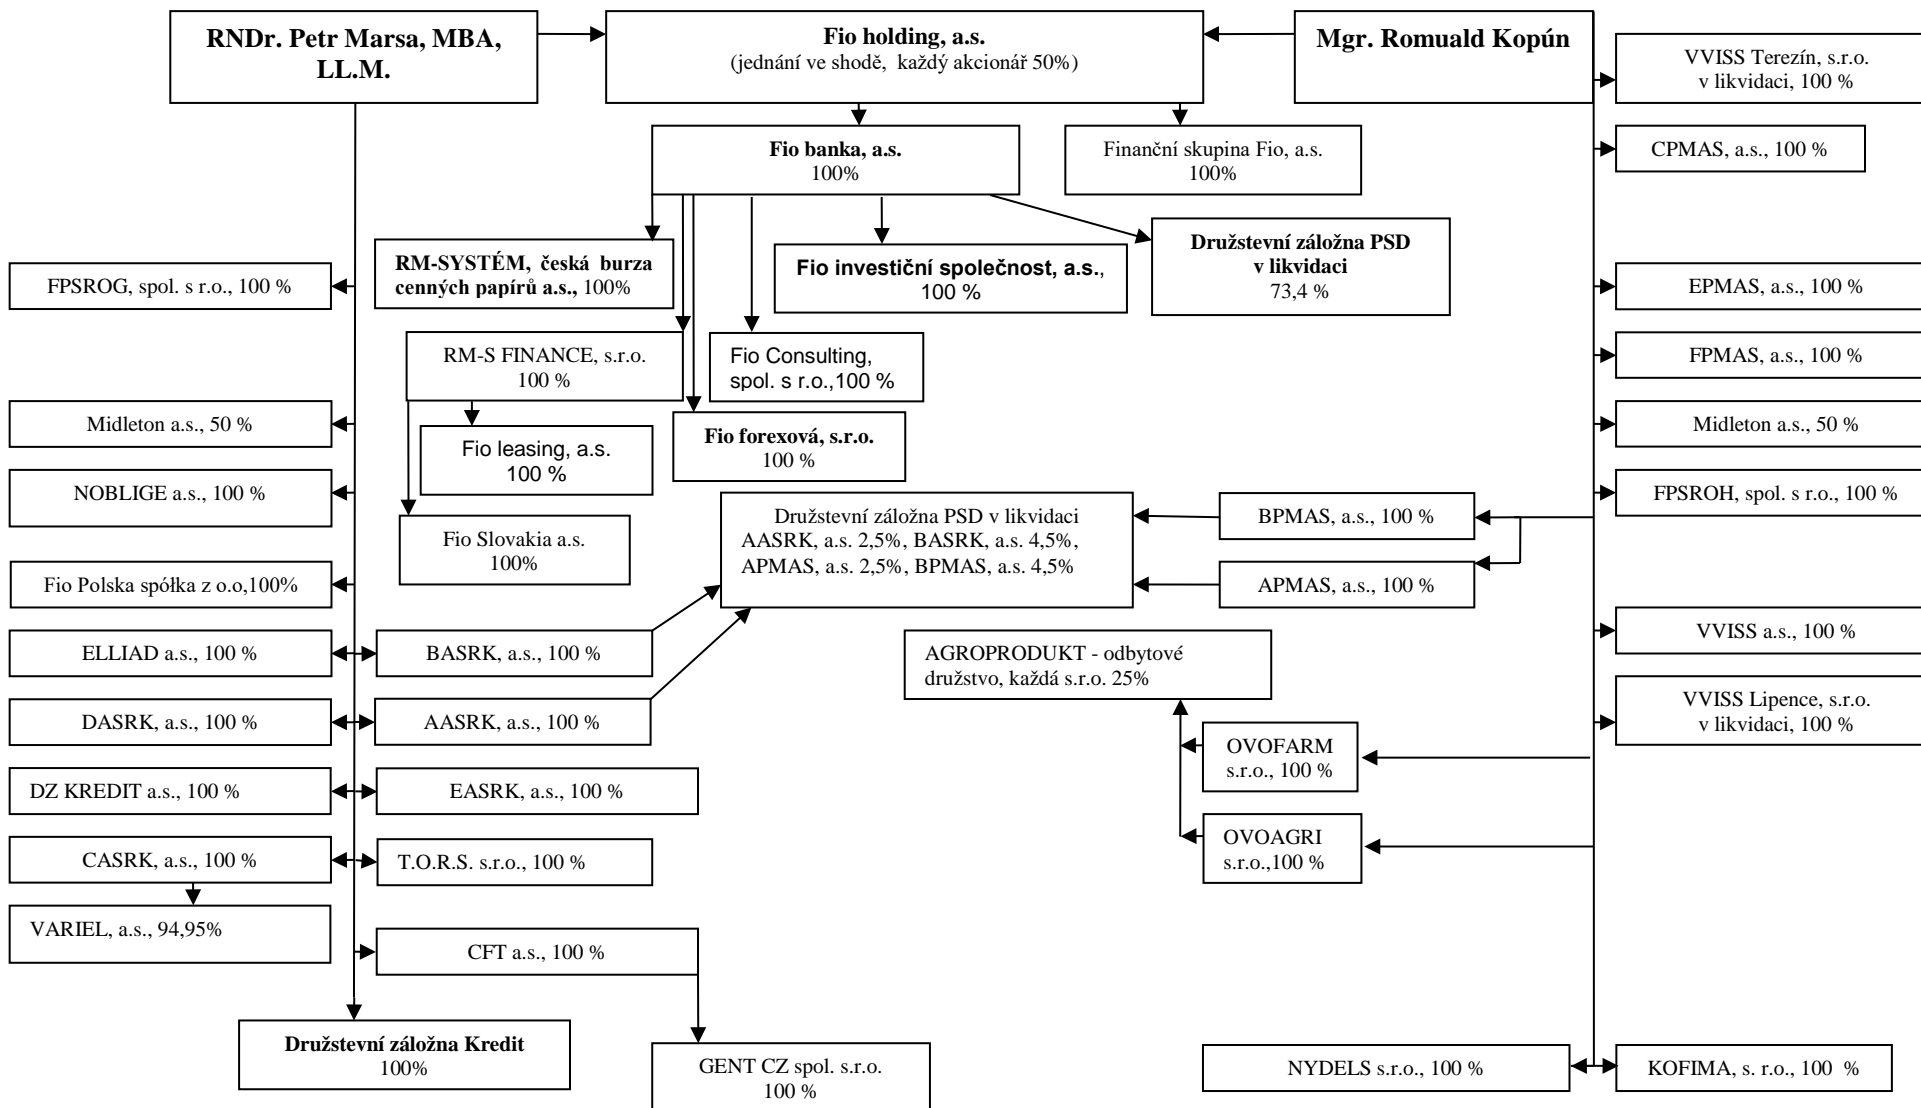 RNDr. Petr Marsa, MBA,
LL.M.
Fio holding, a.s.
(jednání ve shodě, každý akcionář 50%)
Mgr. Romuald Kopún
VVISS Terezín, s.r.o.
v likvidaci, 100 %
Fio banka, a.s.
100%
Finanční skupina Fio, a.s.
100%
CPMAS, a.s., 100 %
RM-SYSTÉM, česká burza
cenných papírů a.s., 100%
Fio investiční společnost, a.s.,
100 %
Družstevní záložna PSD
v likvidaci
73,4 %
FPSROG, spol. s r.o., 100 %
EPMAS, a.s., 100 %
RM-S FINANCE, s.r.o.
100 %
Fio Consulting,
spol. s r.o.,100 %
FPMAS, a.s., 100 %
Midleton a.s., 50 %
Fio leasing, a.s.
100 %
Fio forexová, s.r.o.
100 %
Midleton a.s., 50 %
NOBLIGE a.s., 100 %
FPSROH, spol. s r.o., 100 %
Fio Slovakia a.s.
100%
Družstevní záložna PSD v likvidaci
AASRK, a.s. 2,5%, BASRK, a.s. 4,5%,
APMAS, a.s. 2,5%, BPMAS, a.s. 4,5%
BPMAS, a.s., 100 %
APMAS, a.s., 100 %
Fio Polska spółka z o.o,100%
ELLIAD a.s., 100 %
BASRK, a.s., 100 %
AGROPRODUKT - odbytové
družstvo, každá s.r.o. 25%
VVISS a.s., 100 %
DASRK, a.s., 100 %
AASRK, a.s., 100 %
VVISS Lipence, s.r.o.
v likvidaci, 100 %
OVOFARM
s.r.o., 100 %
DZ KREDIT a.s., 100 %
EASRK, a.s., 100 %
OVOAGRI
s.r.o.,100 %
CASRK, a.s., 100 %
T.O.R.S. s.r.o., 100 %
VARIEL, a.s., 94,95%
CFT a.s., 100 %
Družstevní záložna Kredit
100%
GENT CZ spol. s.r.o.
100 %
NYDELS s.r.o., 100 %
KOFIMA, s. r.o., 100 %